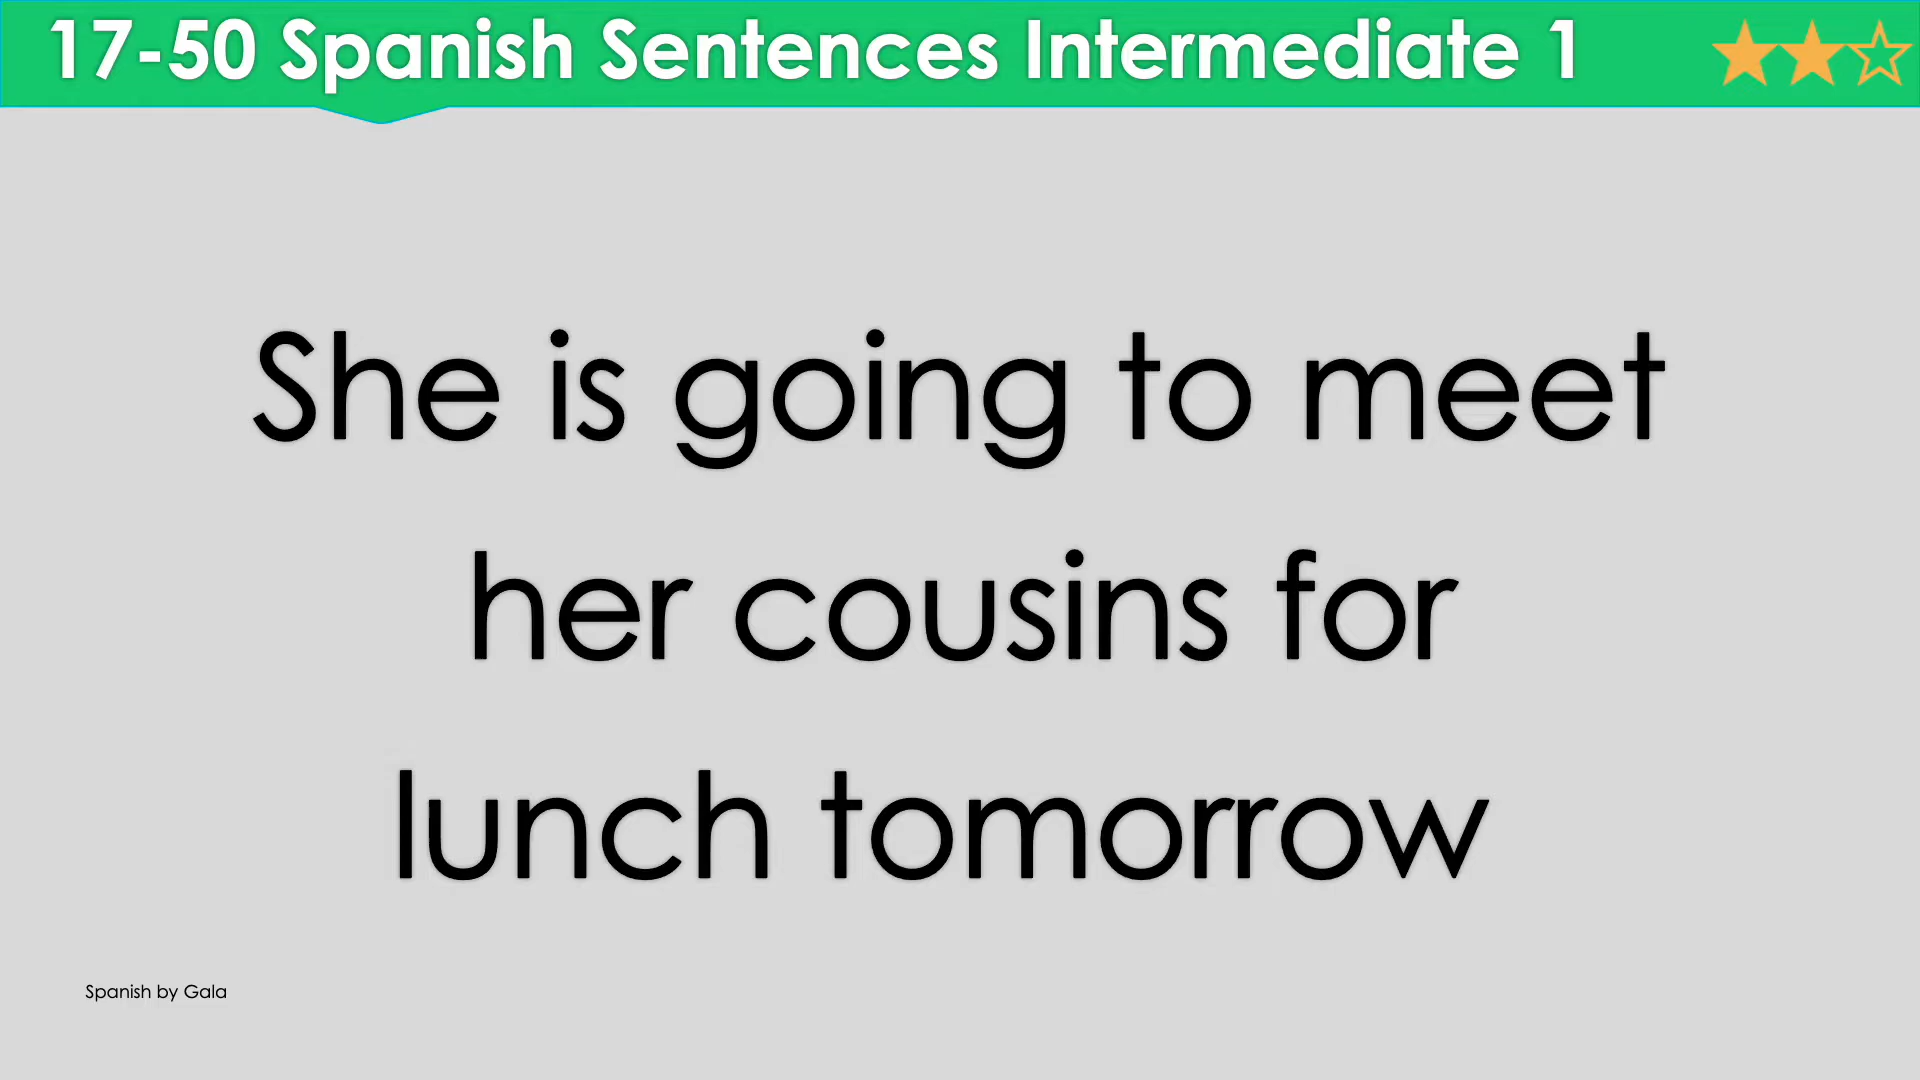 17-50 Spanish Sentences Intermediate 1
She is going to meet
her cousins for
lunch tomorrow
Spanish by Gala